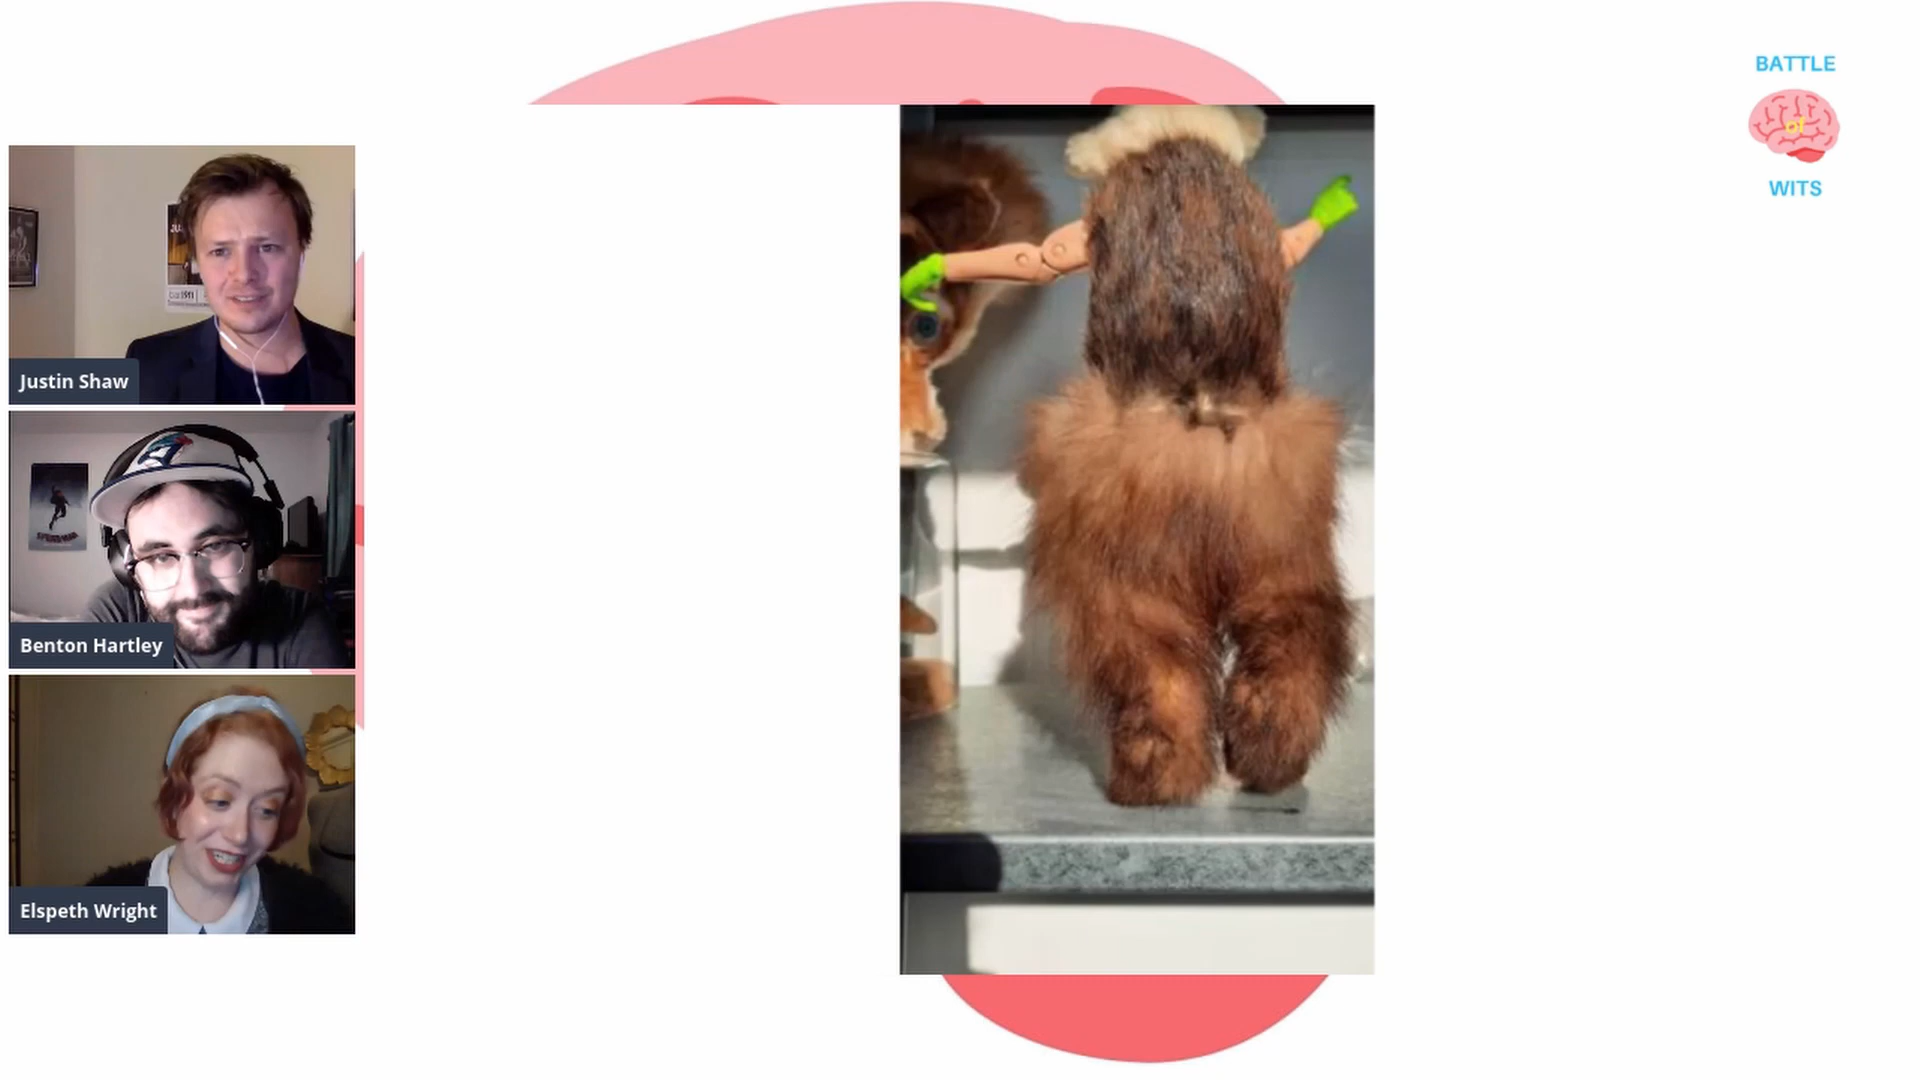 BATTLE
of
WITS
Justin Shaw
Benton Hartley
Elspeth Wright